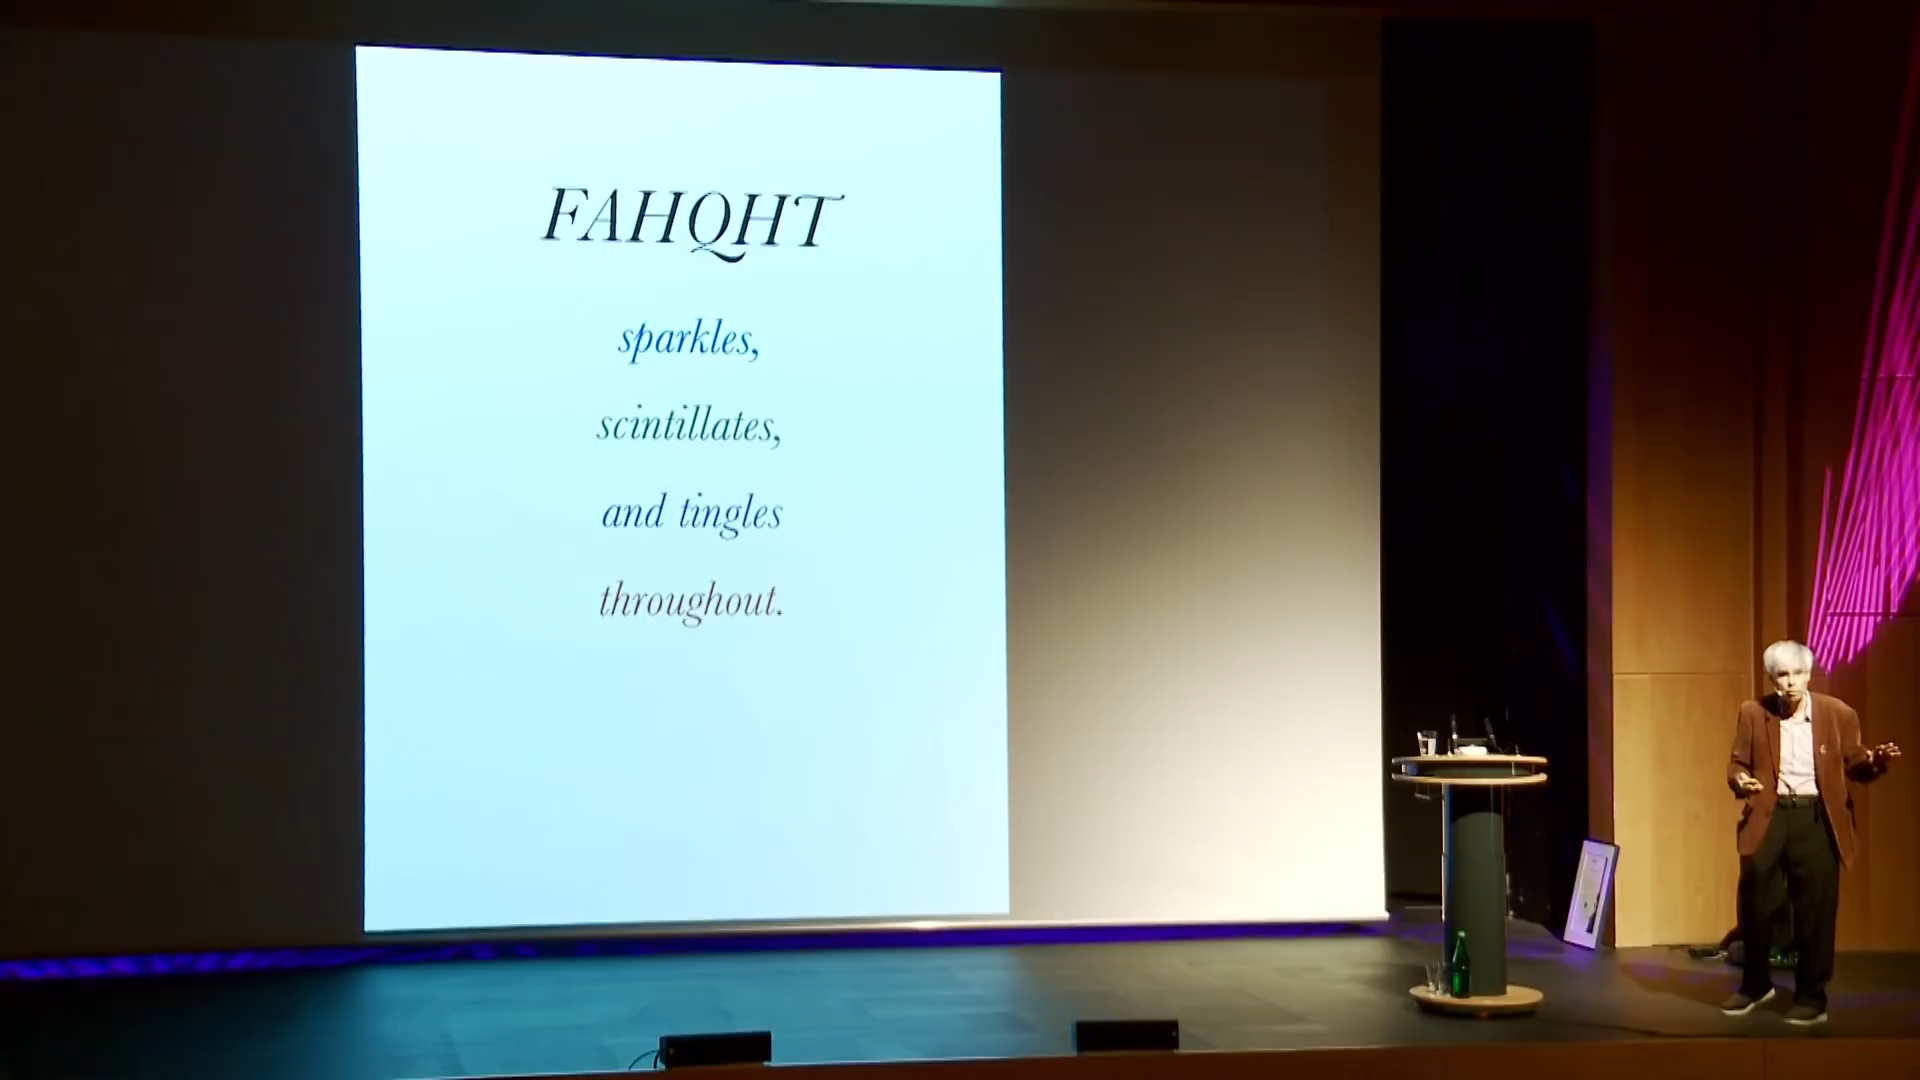 FAHQHT
sparkles,
scintillates,
and tingles
throughout.